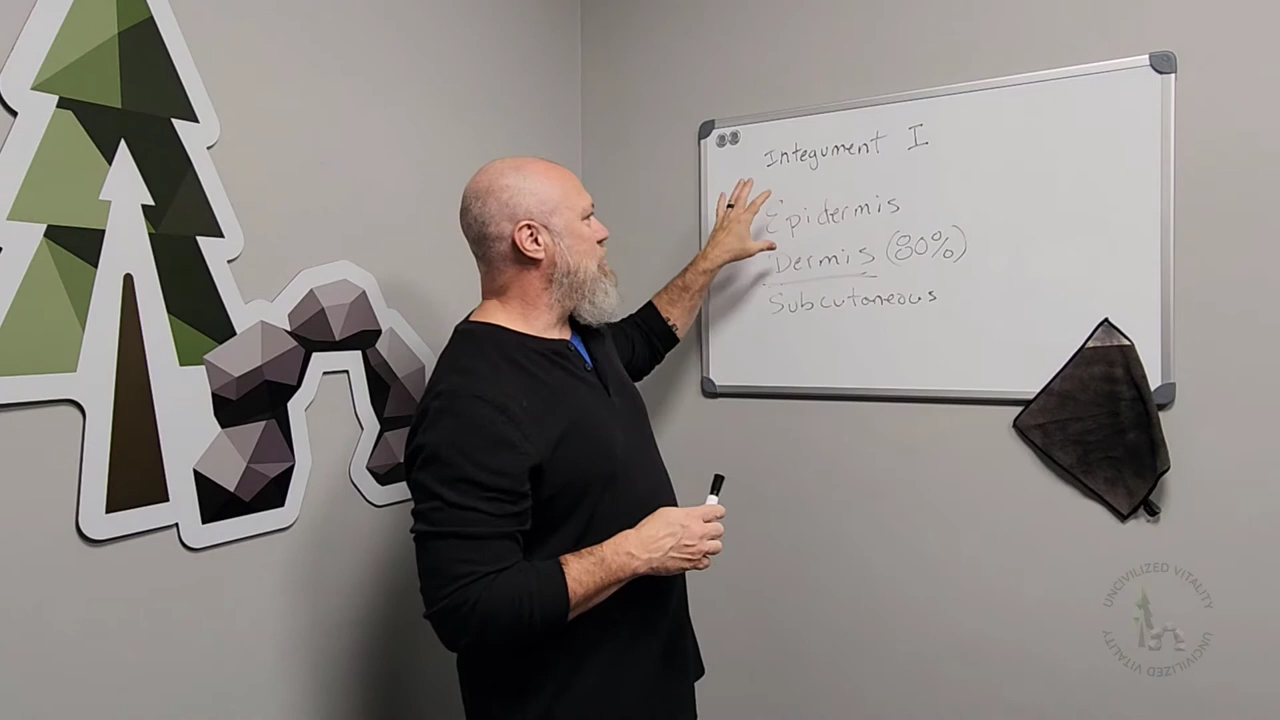 Integument I
Epidermis
Dermis (80%)
Subcutaneous
UNCIVILIZED VITALITY
UNCIVILIZED VITALITY